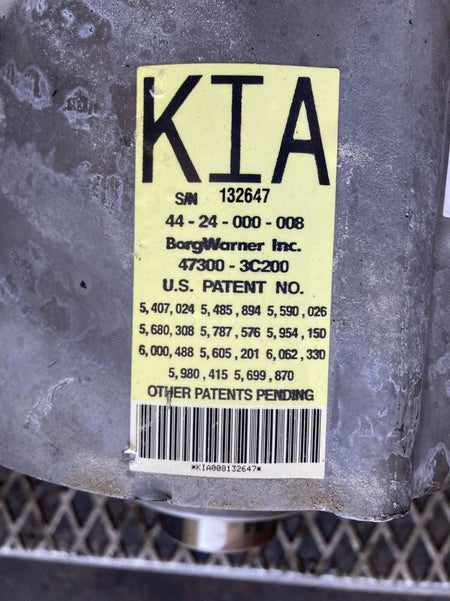 KIA
S/N 132647
44-24-000-008
BorgWarner Inc.
47300-3C200
U.S. PATENT NO.
5,407,024 5,485,894 5,590,026
5,680,308 5,787,576 5,954,150
6,000,488 5,605,201 6,062,330
5,980,415 5,699,870
OTHER PATENTS PENDING
*KIA008132647*